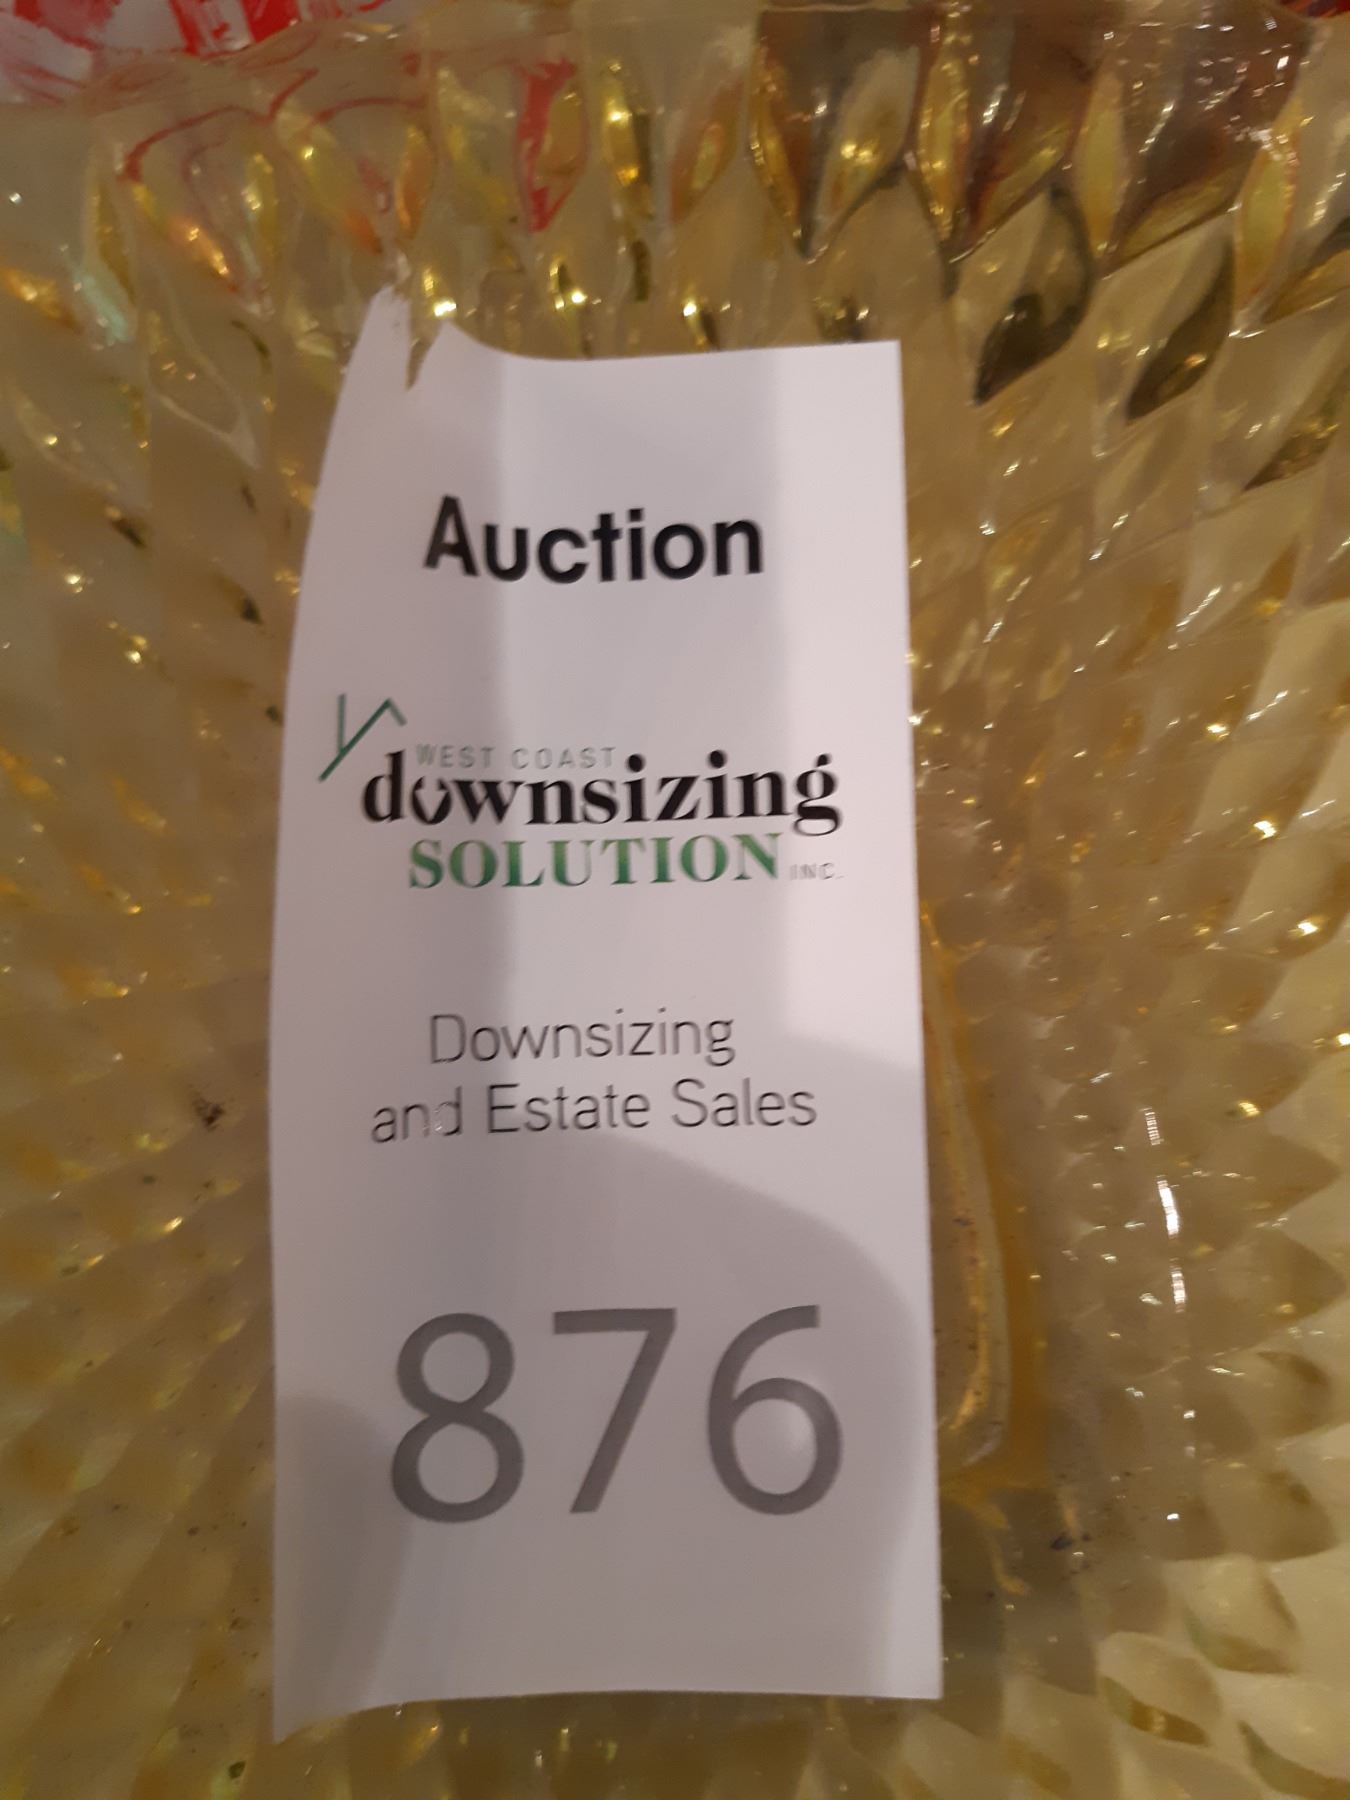 Auction
WEST COAST
downsizing
SOLUTION INC.
Downsizing
and Estate Sales
876